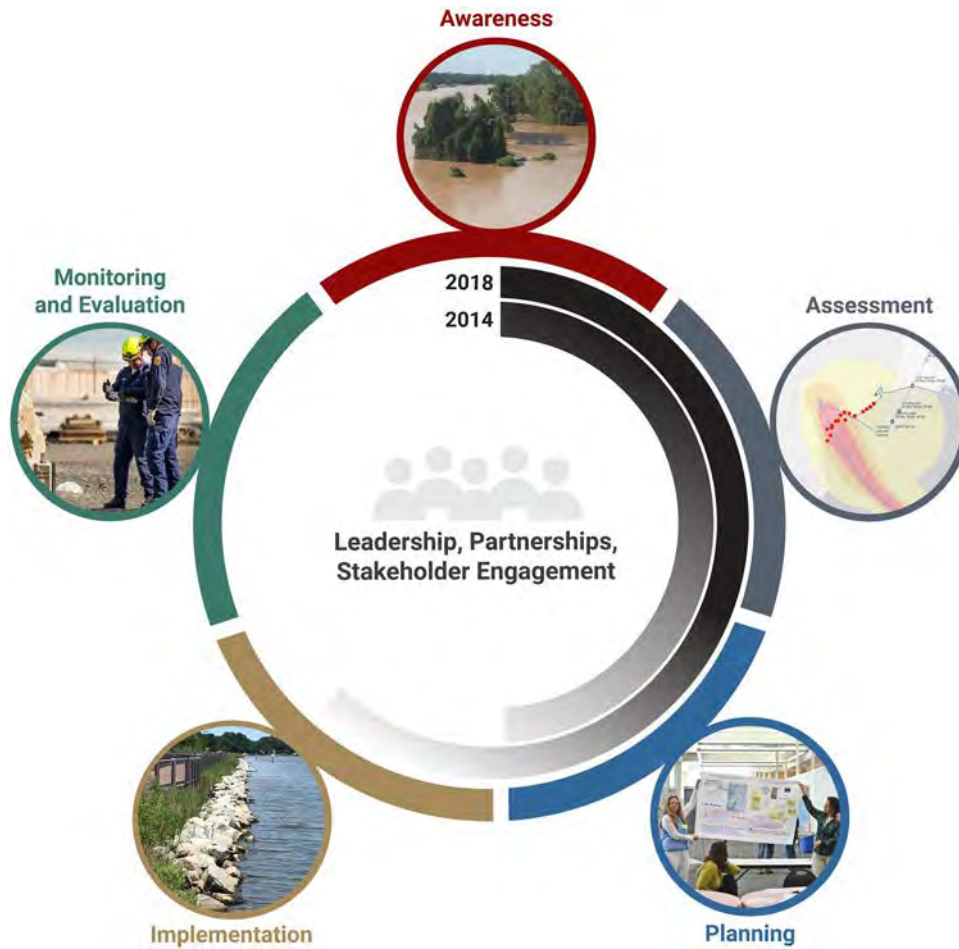 Awareness
Monitoring
and Evaluation
2018
2014
Assessment
Leadership, Partnerships,
Stakeholder Engagement
Implementation
Planning